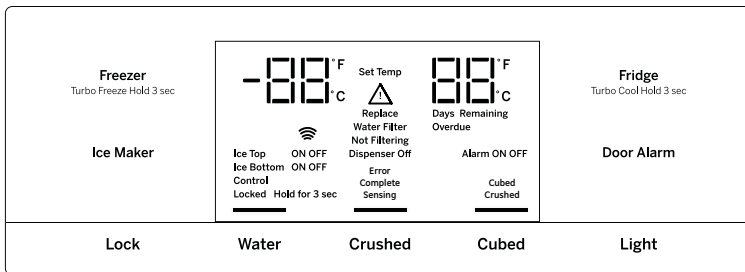 Freezer
Turbo Freeze Hold 3 sec
Ice Maker
-88 °F °C
Set Temp
Replace
Water Filter
Not Filtering
Dispenser Off
Error
Complete
Sensing
Ice Top ON OFF
Ice Bottom ON OFF
Control
Locked Hold for 3 sec
88 °F °C
Days Remaining
Overdue
Alarm ON OFF
Cubed
Crushed
Fridge
Turbo Cool Hold 3 sec
Door Alarm
Lock Water Crushed Cubed Light